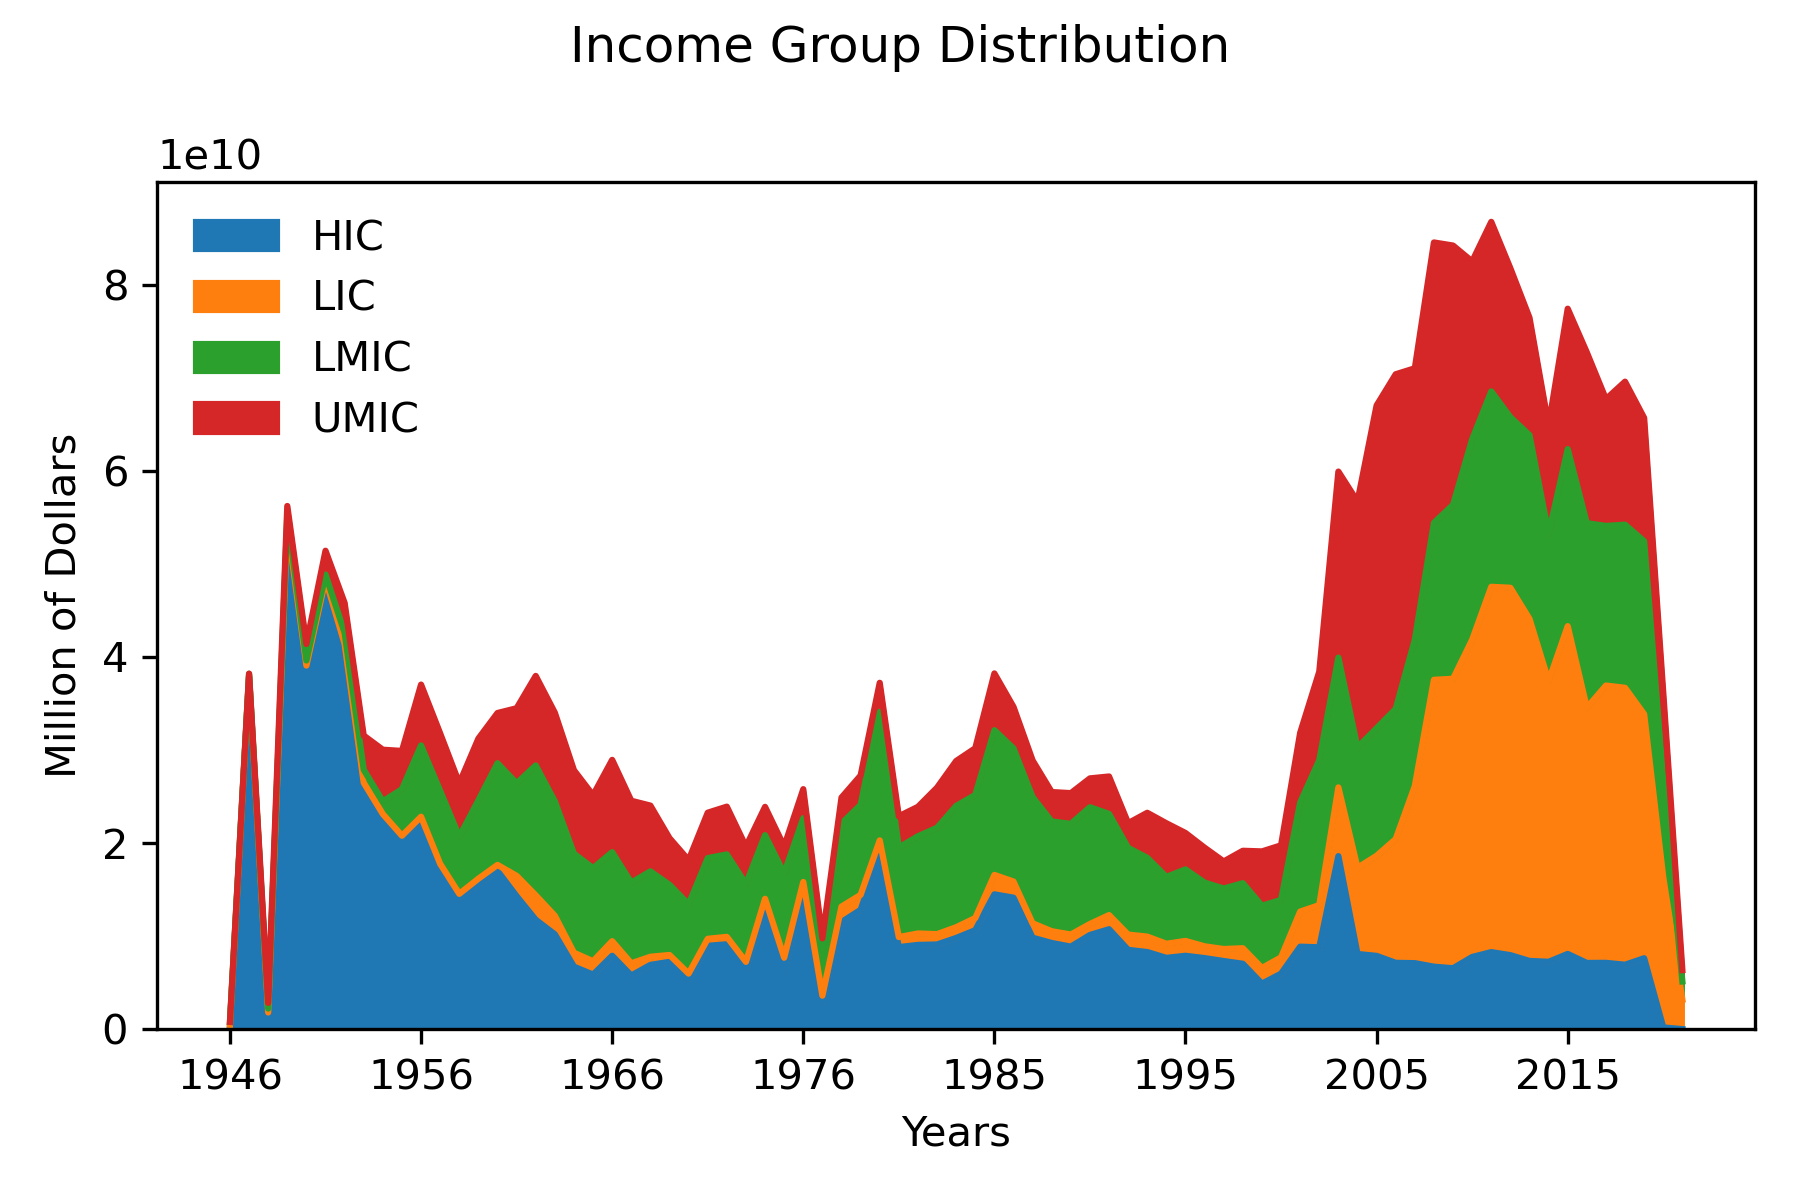 Income Group Distribution
1e10
HIC
LIC
LMIC
UMIC
8
6
4
2
0
Million of Dollars
1946 1956 1966 1976 1985 1995 2005 2015
Years